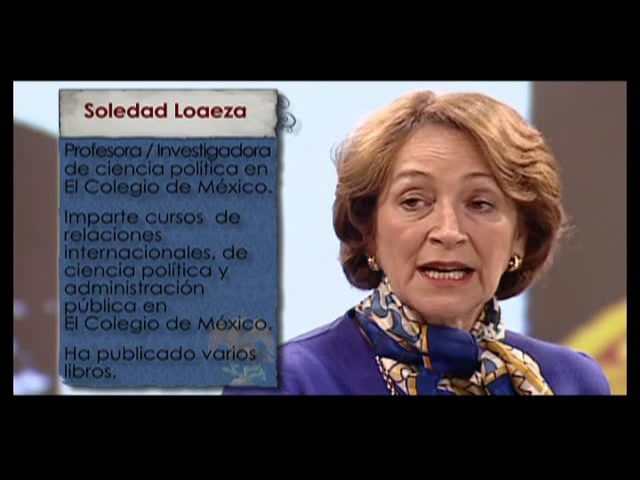 Soledad Loaeza
Profesora / Investigadora
de ciencia política en
El Colegio de México.
Imparte cursos de
relaciones
internacionales, de
ciencia política y
administración
pública en
El Colegio de México.
Ha publicado varios
libros.